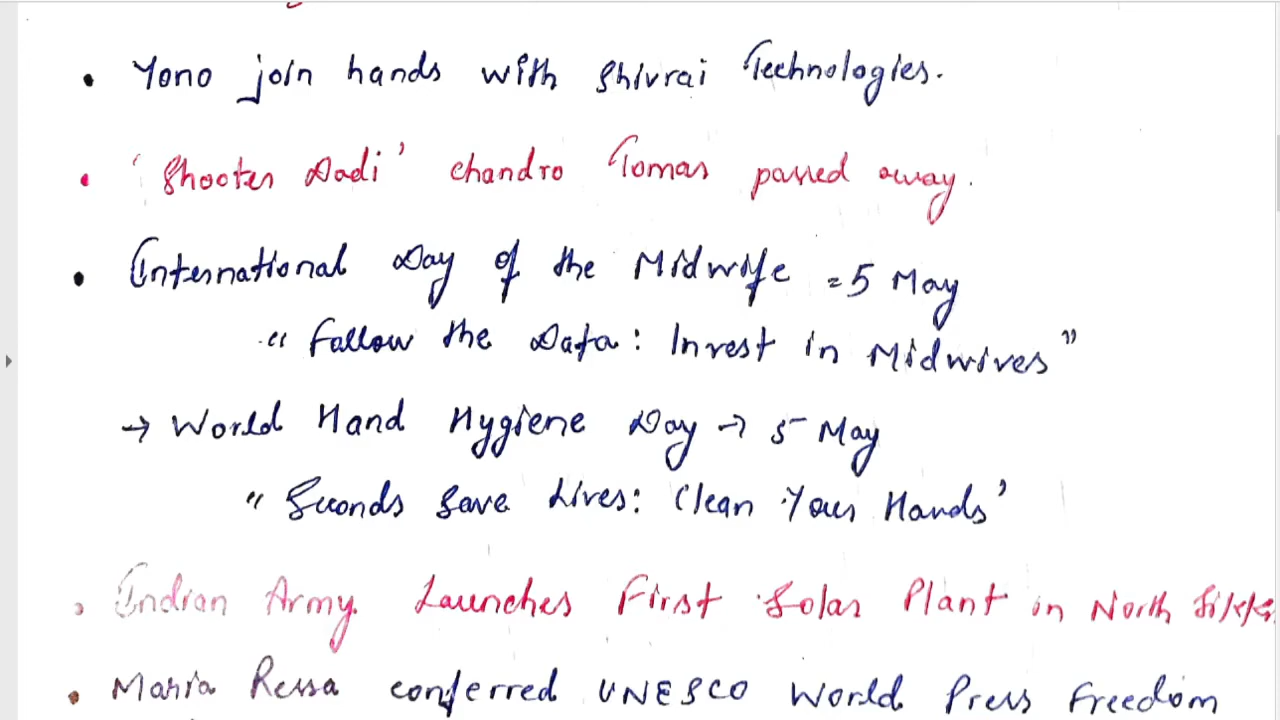 • Yono join hands with Shivrai Technologies.
• 'Shooter Dadi' chandro Tomar passed away.
• International Day of the Midwife = 5 May
"Follow the Data: Invest in Midwives"
→ World Hand Hygiene Day → 5 May
"Seconds Save Lives: Clean Your Hands'
• Indian Army Launches First Solar Plant in North Sikk
• Maria Ressa conferred UNESCO World Press Freedom